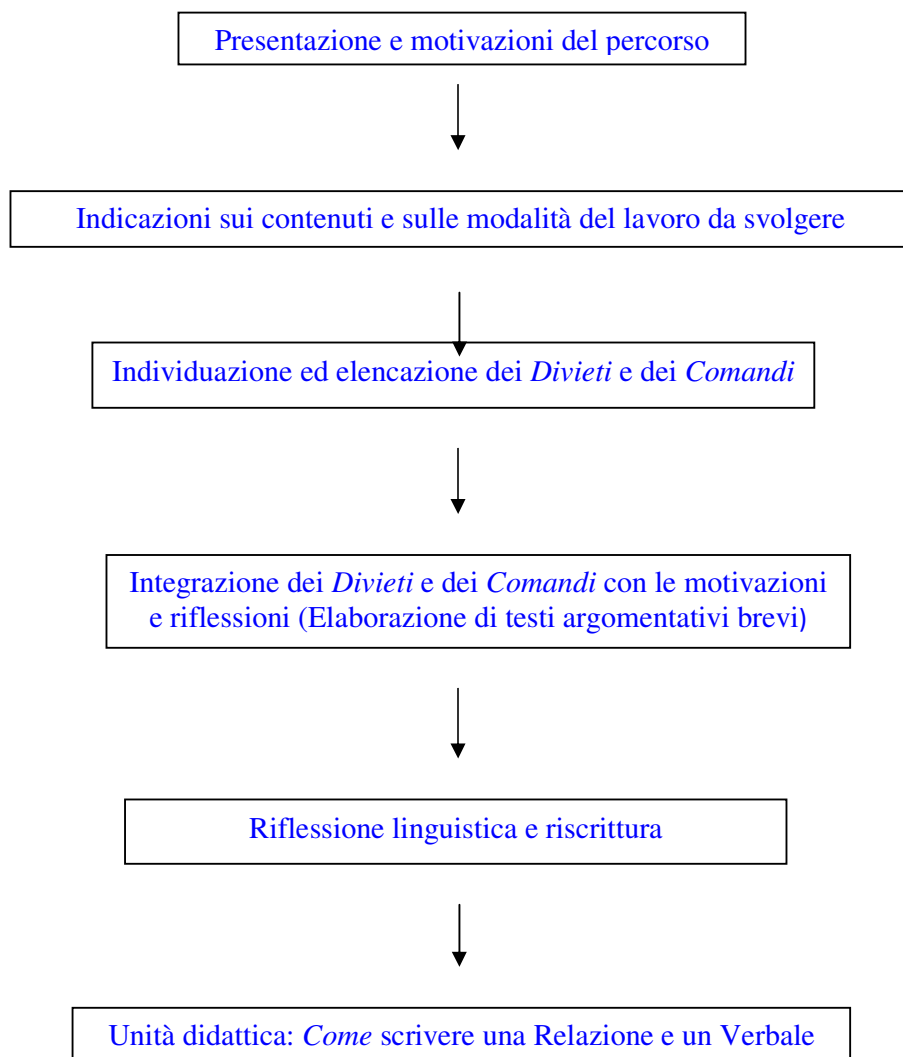 Presentazione e motivazioni del percorso
Indicazioni sui contenuti e sulle modalità del lavoro da svolgere
Individuazione ed elencazione dei Divieti e dei Comandi
Integrazione dei Divieti e dei Comandi con le motivazioni
e riflessioni (Elaborazione di testi argomentativi brevi)
Riflessione linguistica e riscrittura
Unità didattica: Come scrivere una Relazione e un Verbale